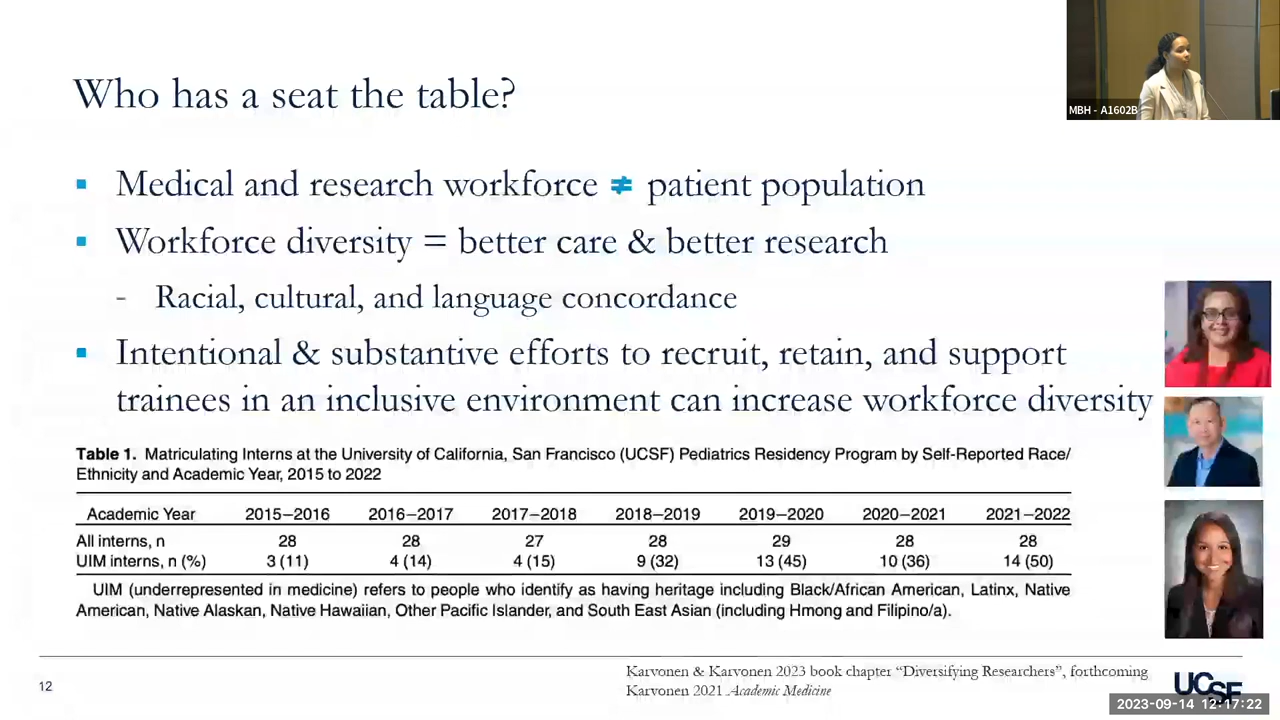 Who has a seat the table?
MBH - A1602B
▪ Medical and research workforce ≠ patient population
▪ Workforce diversity = better care & better research
- Racial, cultural, and language concordance
▪ Intentional & substantive efforts to recruit, retain, and support
trainees in an inclusive environment can increase workforce diversity
Table 1. Matriculating Interns at the University of California, San Francisco (UCSF) Pediatrics Residency Program by Self-Reported Race/
Ethnicity and Academic Year, 2015 to 2022
Academic Year 2015–2016 2016–2017 2017–2018 2018–2019 2019–2020 2020–2021 2021–2022
All interns, n 28 28 27 28 29 28 28
UIM interns, n (%) 3 (11) 4 (14) 4 (15) 9 (32) 13 (45) 10 (36) 14 (50)
UIM (underrepresented in medicine) refers to people who identify as having heritage including Black/African American, Latinx, Native
American, Native Alaskan, Native Hawaiian, Other Pacific Islander, and South East Asian (including Hmong and Filipino/a).
12
Karvonen & Karvonen 2023 book chapter “Diversifying Researchers”, forthcoming
Karvonen 2021 Academic Medicine
UCSF
2023-09-14 12:17:22